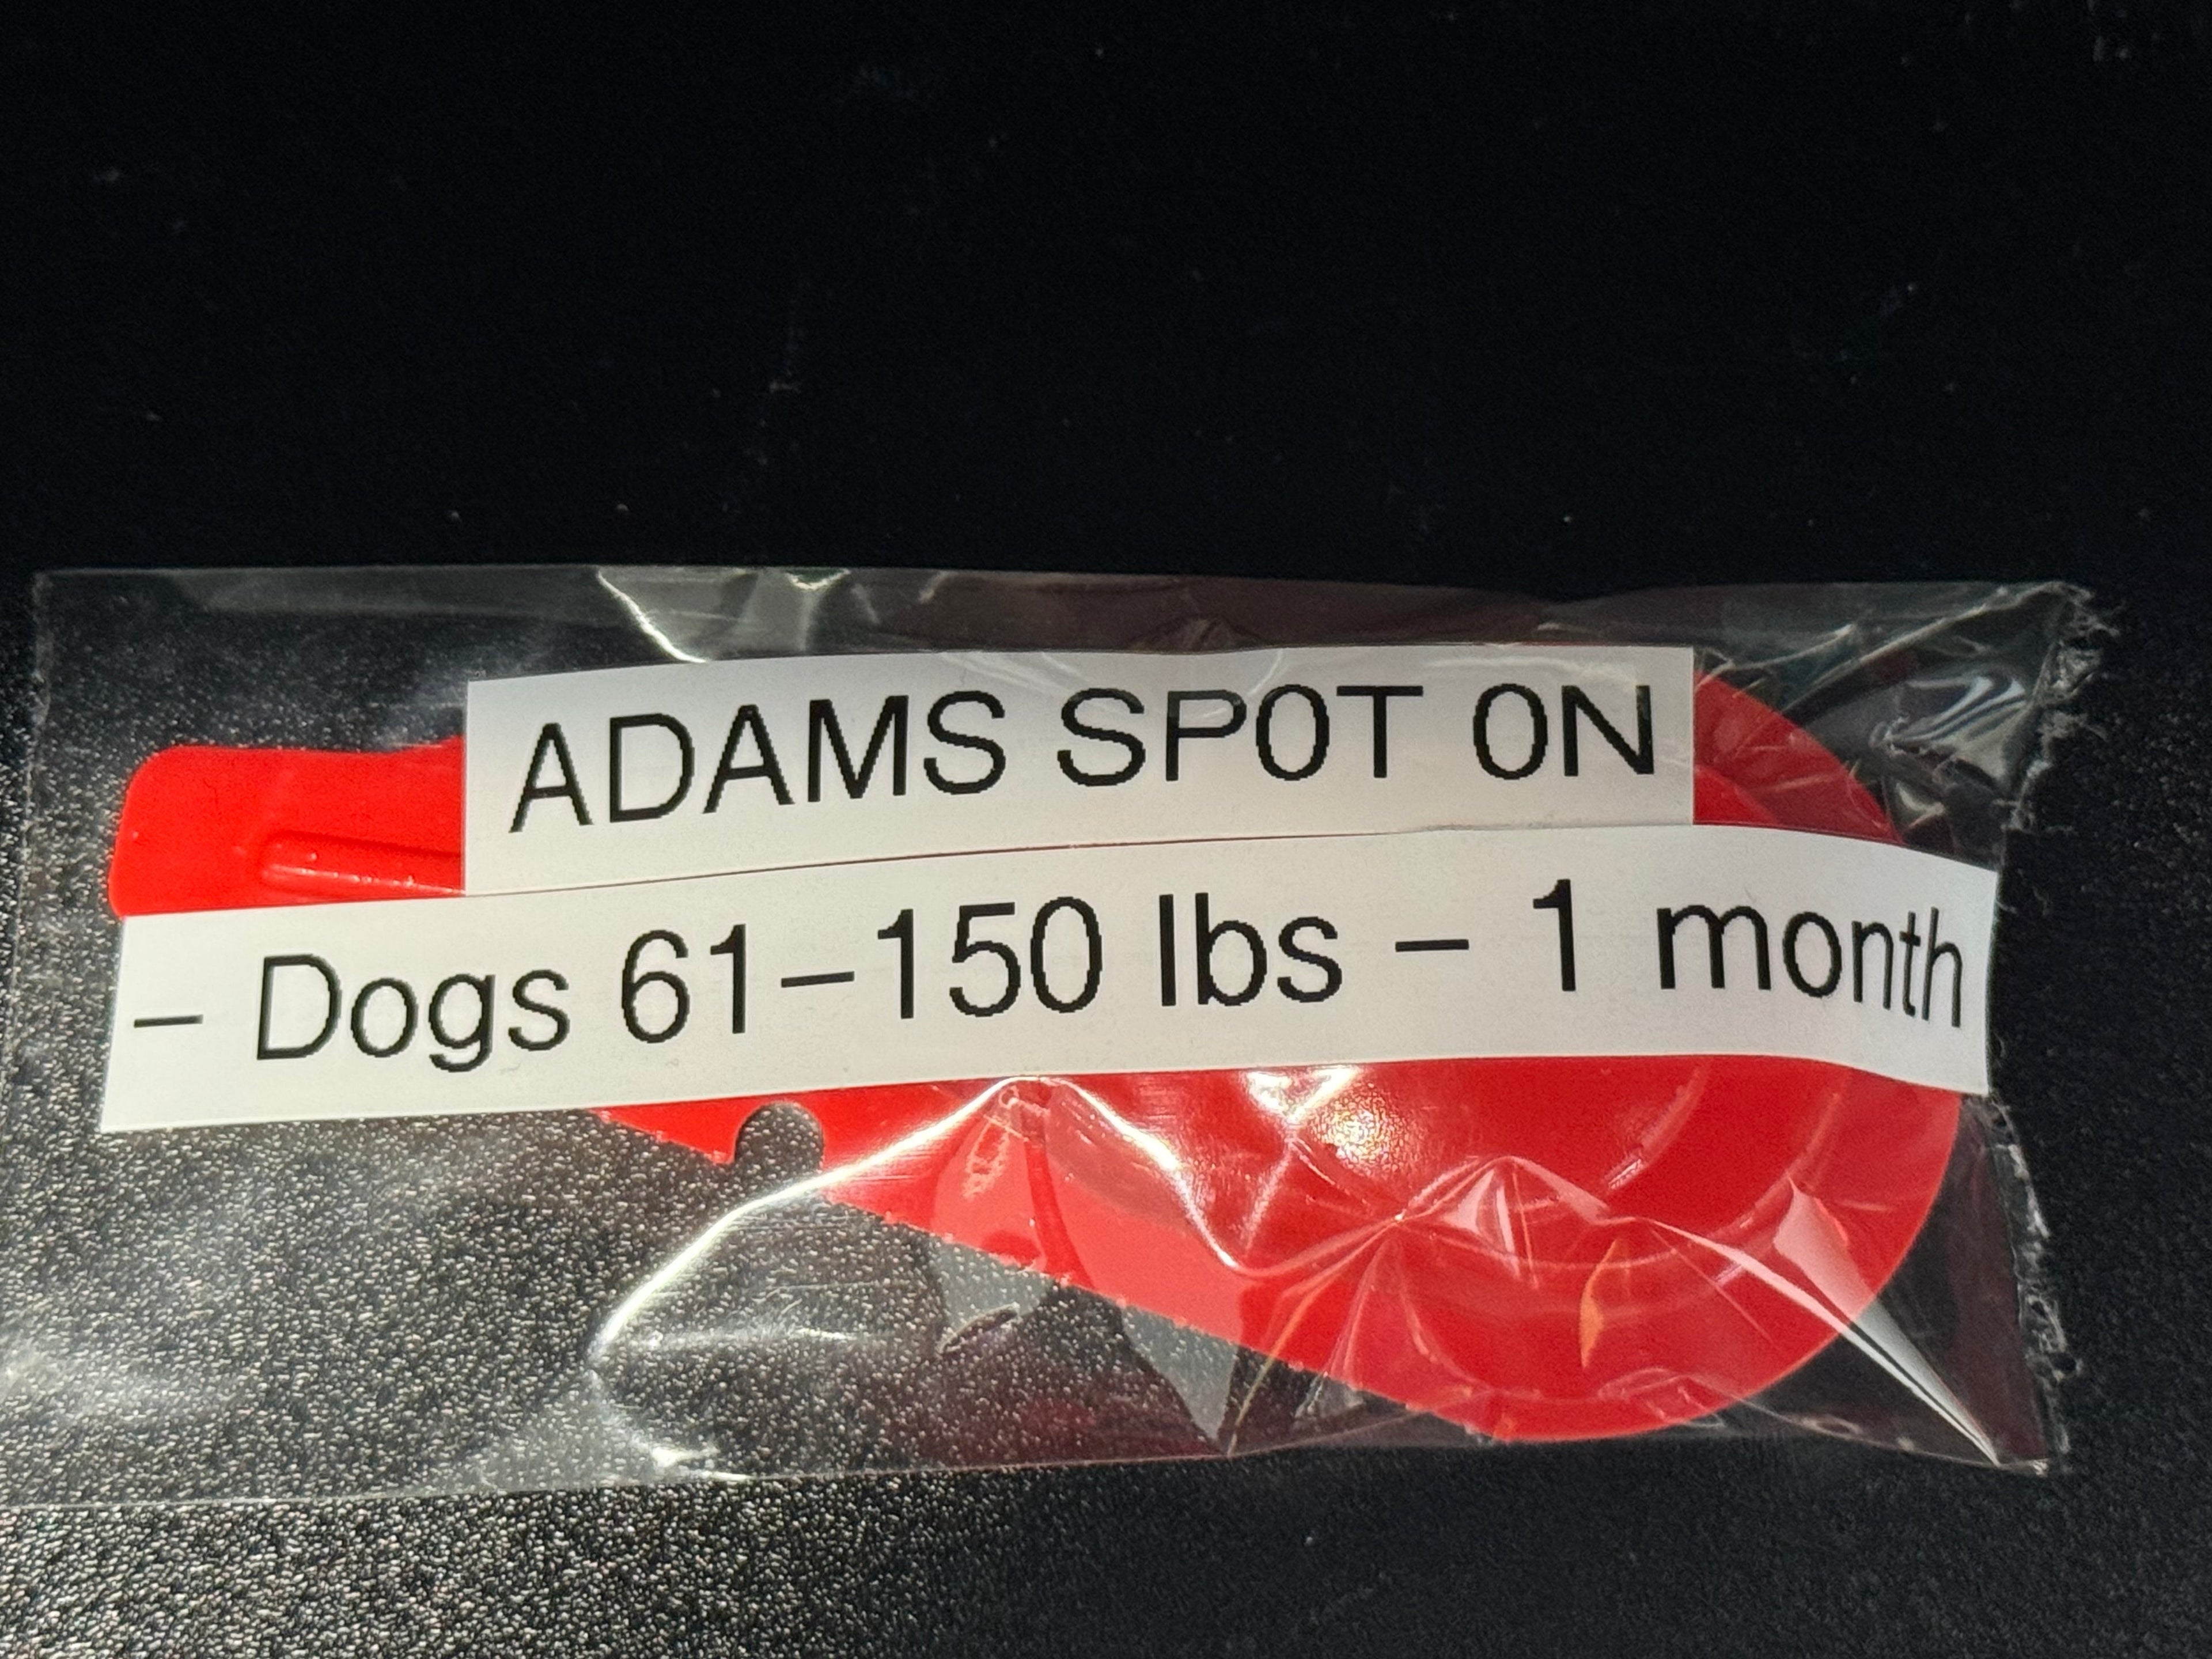 ADAMS SPOT ON
– Dogs 61–150 lbs – 1 month